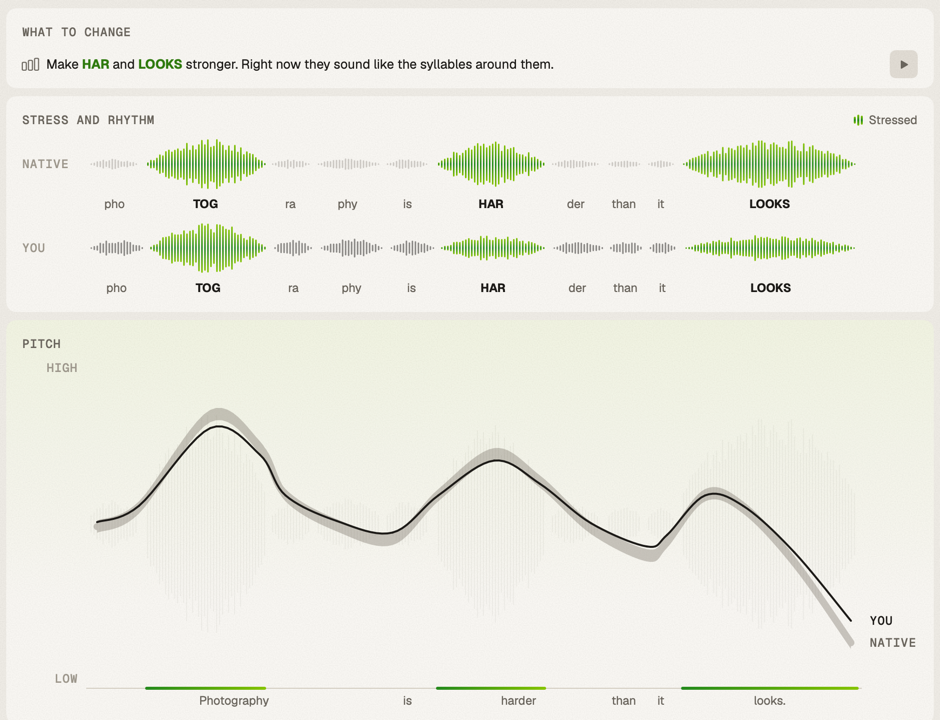 WHAT TO CHANGE
Make HAR and LOOKS stronger. Right now they sound like the syllables around them.
STRESS AND RHYTHM
Stressed
NATIVE
pho TOG ra phy is HAR der than it LOOKS
YOU
pho TOG ra phy is HAR der than it LOOKS
PITCH
HIGH
YOU
NATIVE
LOW
Photography is harder than it looks.